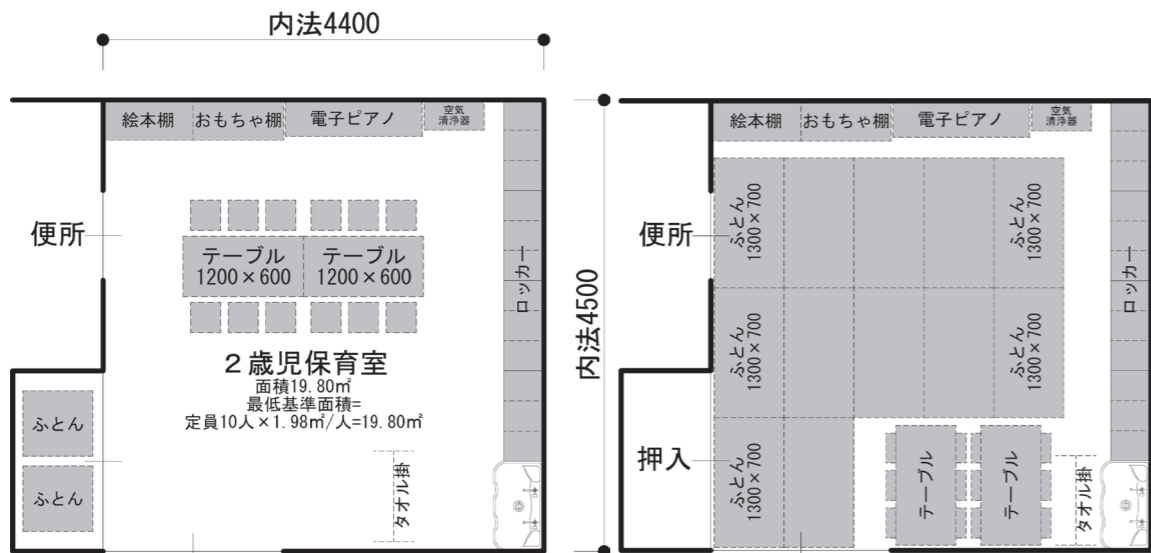 内法4400
絵本棚
おもちゃ棚
電子ピアノ
空気
清浄器
便所
テーブル
1200×600
テーブル
1200×600
ロッカー
2歳児保育室
面積19.80㎡
最低基準面積=
定員10人×1.98㎡/人=19.80㎡
ふとん
ふとん
タオル掛
内法4500
絵本棚
おもちゃ棚
電子ピアノ
空気
清浄器
便所
ふとん
1300×700
ふとん
1300×700
ロッカー
ふとん
1300×700
ふとん
1300×700
押入
ふとん
1300×700
テーブル
テーブル
タオル掛